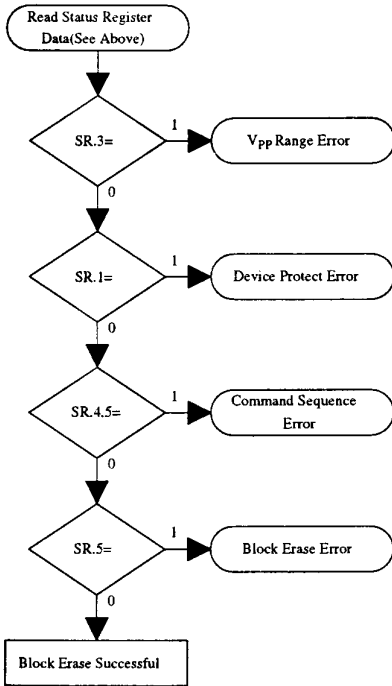 Read Status Register
Data(See Above)
SR.3=
1
VPP Range Error
0
SR.1=
1
Device Protect Error
0
SR.4.5=
1
Command Sequence
Error
0
SR.5=
1
Block Erase Error
0
Block Erase Successful